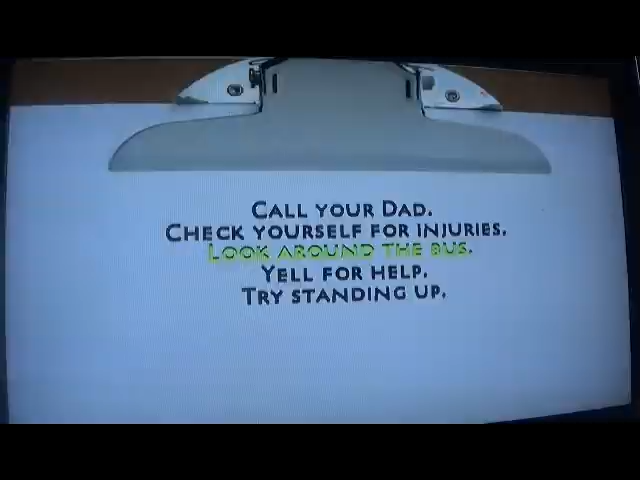 Call your Dad.
Check yourself for injuries.
Look around the bus.
Yell for help.
Try standing up.